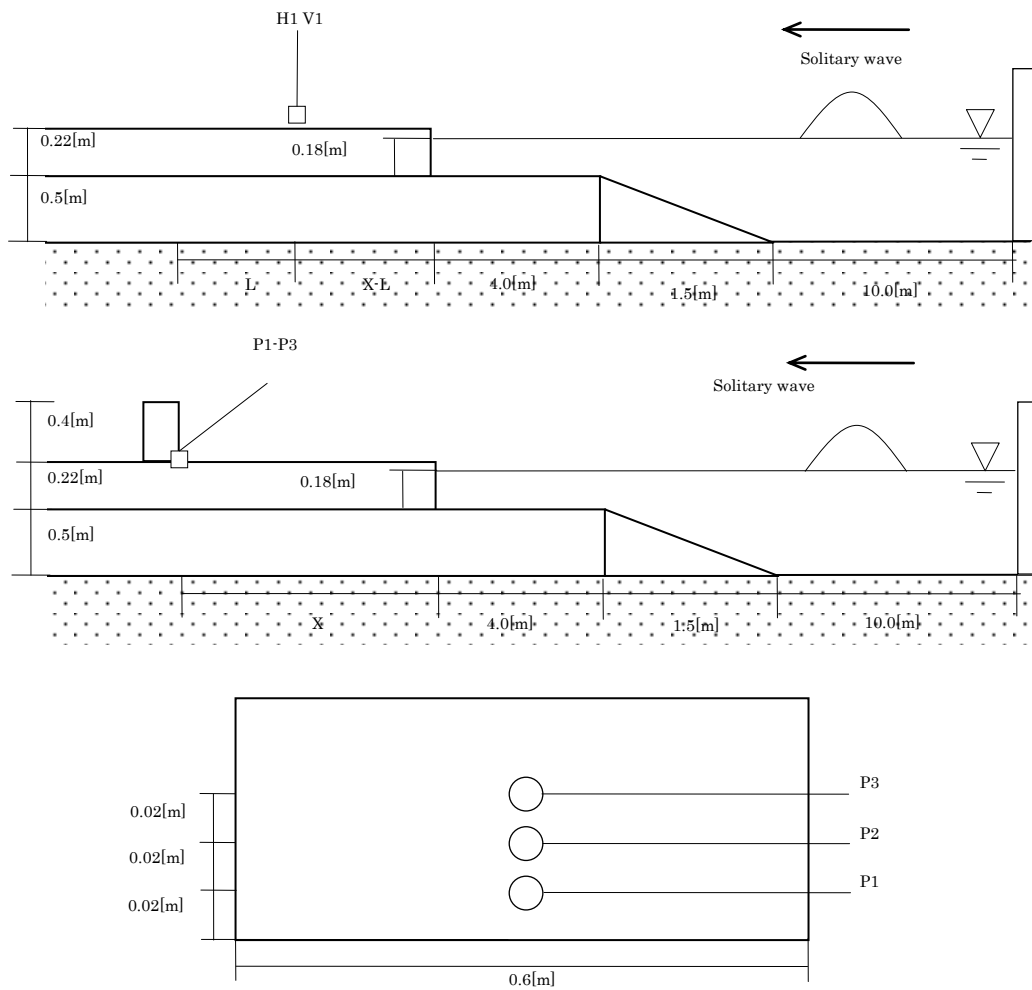 H1 V1
Solitary wave
0.22[m]
0.18[m]
0.5[m]
L
X-L
4.0[m]
1.5[m]
10.0[m]
P1-P3
Solitary wave
0.4[m]
0.22[m]
0.18[m]
0.5[m]
X
4.0[m]
1.5[m]
10.0[m]
P3
0.02[m]
P2
0.02[m]
P1
0.02[m]
0.6[m]